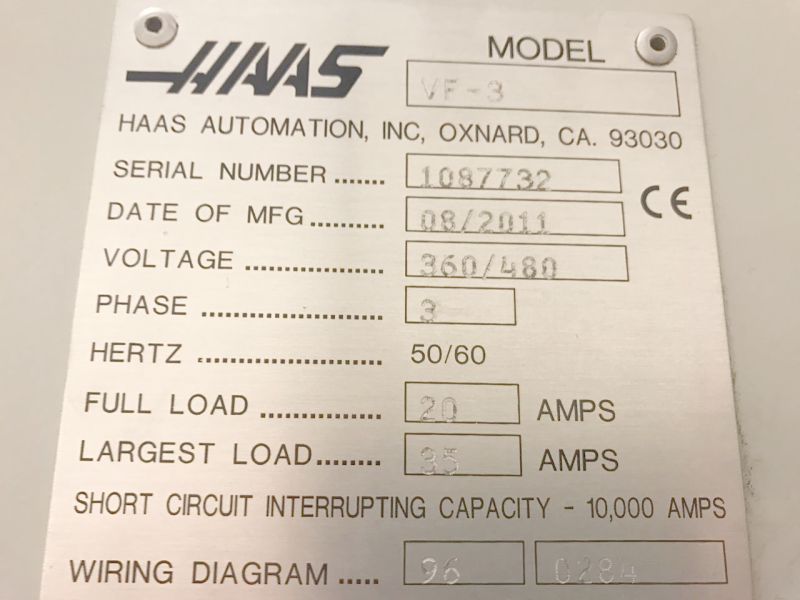 HAAS
MODEL
VF-3
HAAS AUTOMATION, INC, OXNARD, CA. 93030
SERIAL NUMBER ....... 1087732
CE
DATE OF MFG .......... 08/2011
VOLTAGE ................... 360/480
PHASE ......................... 3
HERTZ ......................... 50/60
FULL LOAD ................ 20 AMPS
LARGEST LOAD......... 35 AMPS
SHORT CIRCUIT INTERRUPTING CAPACITY - 10,000 AMPS
WIRING DIAGRAM ..... 96 0284